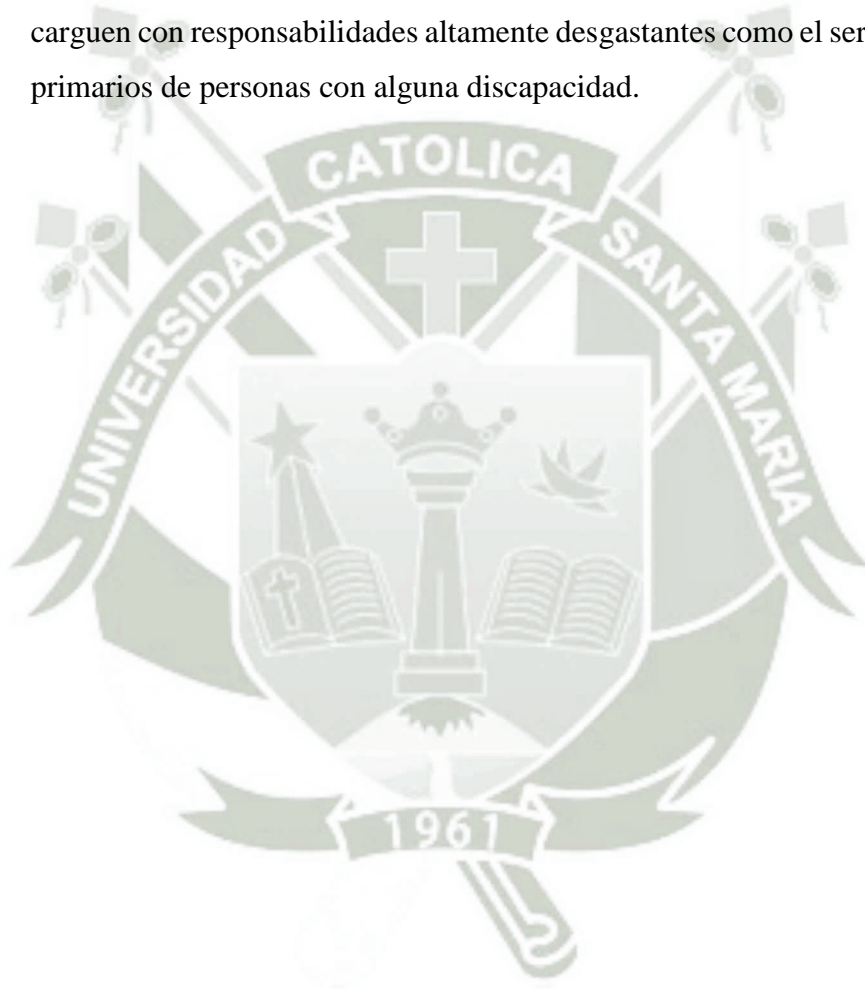 carguen con responsabilidades altamente desgastantes como el ser
primarios de personas con alguna discapacidad.
CATOLICA
UNIVERSIDAD
SANTA MARIA
1961